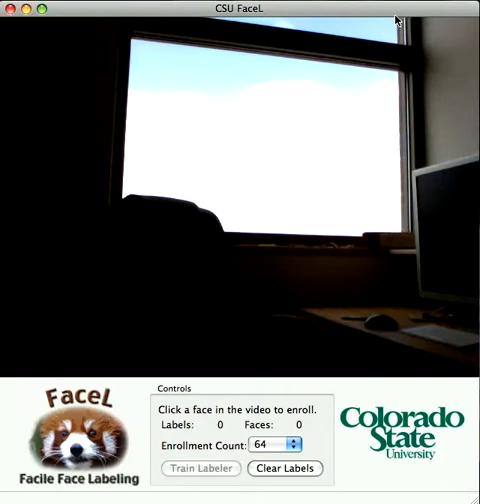 CSU FaceL
FaceL
Facile Face Labeling
Controls
Click a face in the video to enroll.
Labels: 0 Faces: 0
Enrollment Count: 64
Train Labeler
Clear Labels
Colorado
State
University